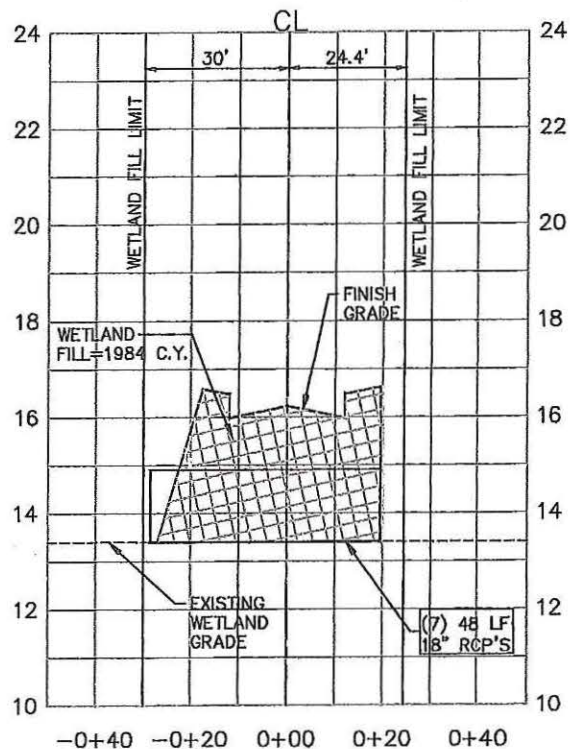 CL
24 24
30' 24.4'
WETLAND FILL LIMIT
WETLAND FILL LIMIT
22 22
20 20
18 18
FINISH
GRADE
WETLAND
FILL=1984 C.Y.
16 16
14 14
12 12
EXISTING
WETLAND
GRADE
(7) 48 LF
18" RCP'S
10 10
-0+40 -0+20 0+00 0+20 0+40